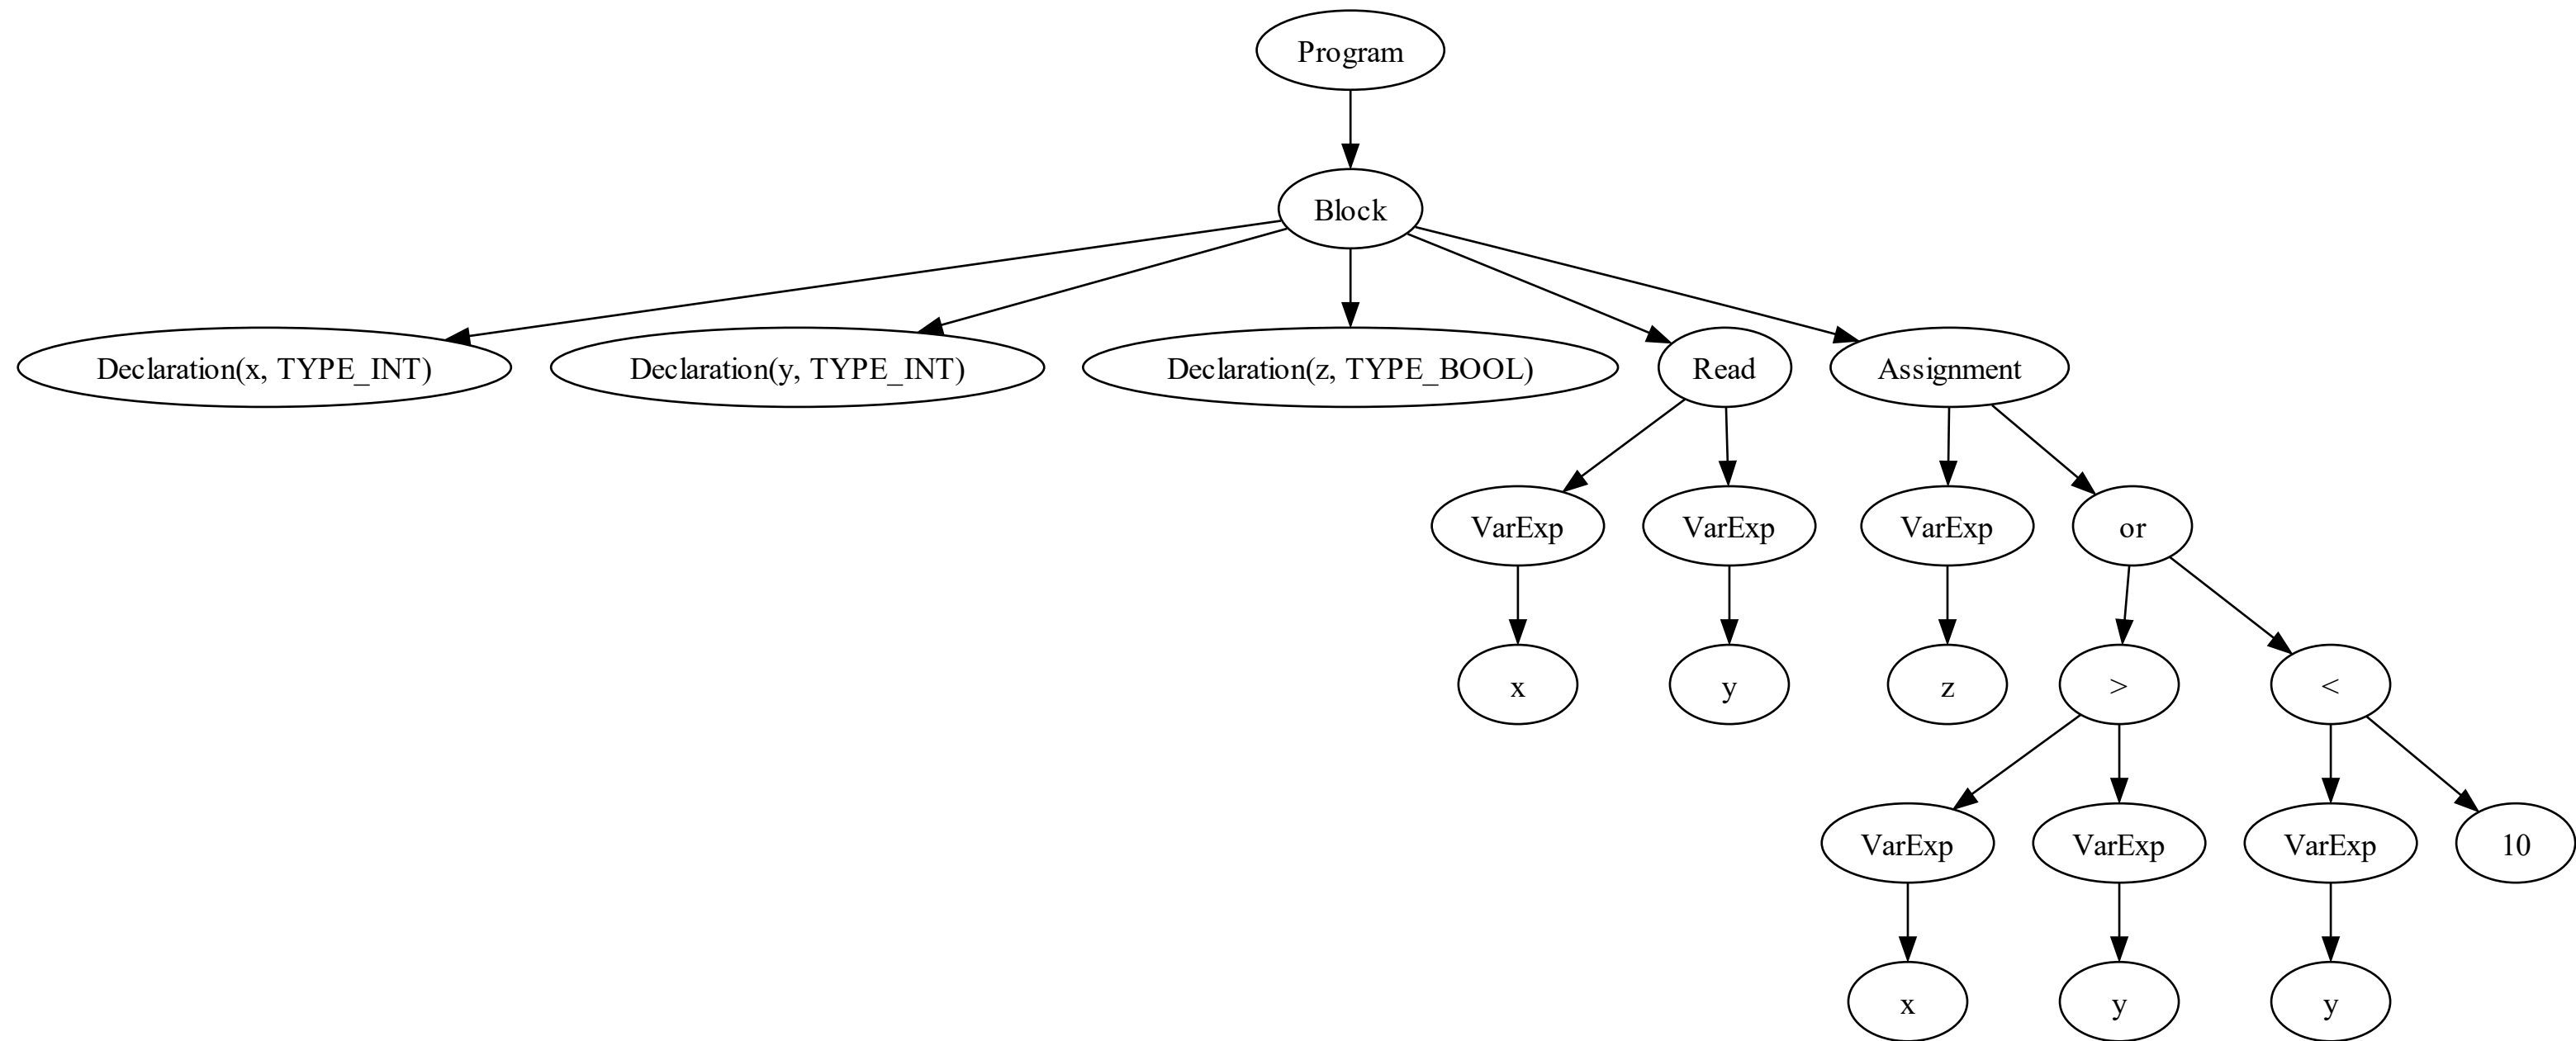 Program
Block
Declaration(x, TYPE_INT)
Declaration(y, TYPE_INT)
Declaration(z, TYPE_BOOL)
Read
Assignment
VarExp
VarExp
VarExp
or
x
y
z
>
<
VarExp
VarExp
VarExp
10
x
y
y